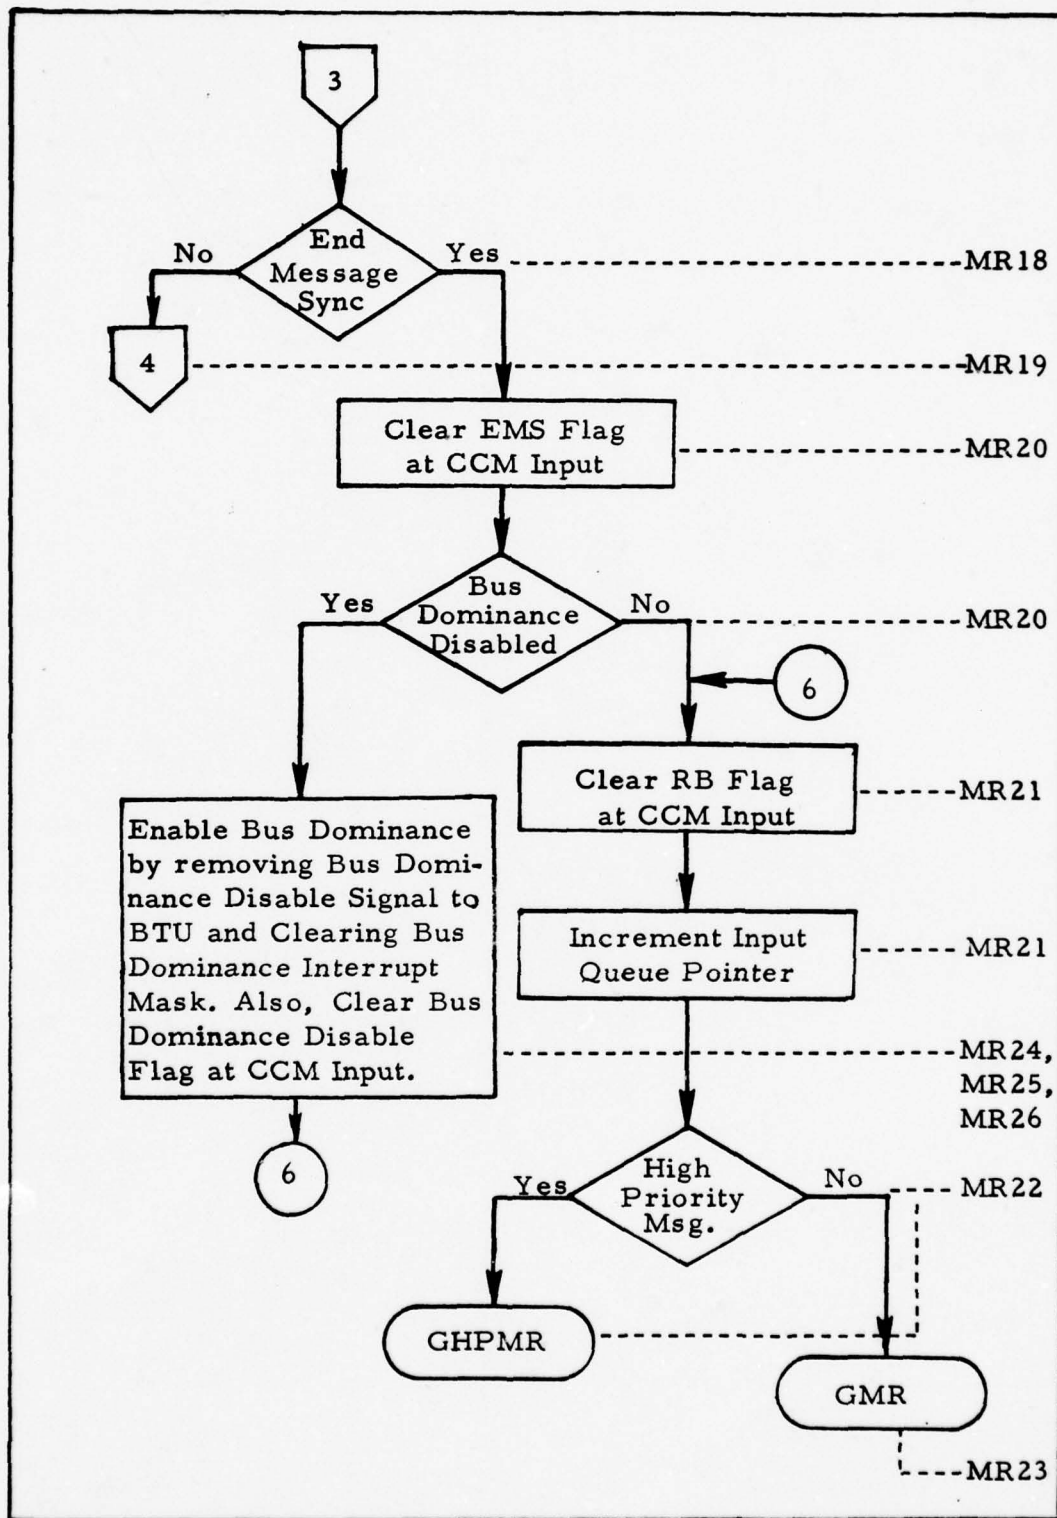 3
End
Message
Sync
No
Yes
MR18
4
MR19
Clear EMS Flag
at CCM Input
MR20
Bus
Dominance
Disabled
Yes
No
MR20
6
Clear RB Flag
at CCM Input
MR21
Enable Bus Dominance
by removing Bus Domi-
nance Disable Signal to
BTU and Clearing Bus
Dominance Interrupt
Mask. Also, Clear Bus
Dominance Disable
Flag at CCM Input.
Increment Input
Queue Pointer
MR21
MR24,
MR25,
MR26
6
High
Priority
Msg.
Yes
No
MR22
GHPMR
GMR
MR23